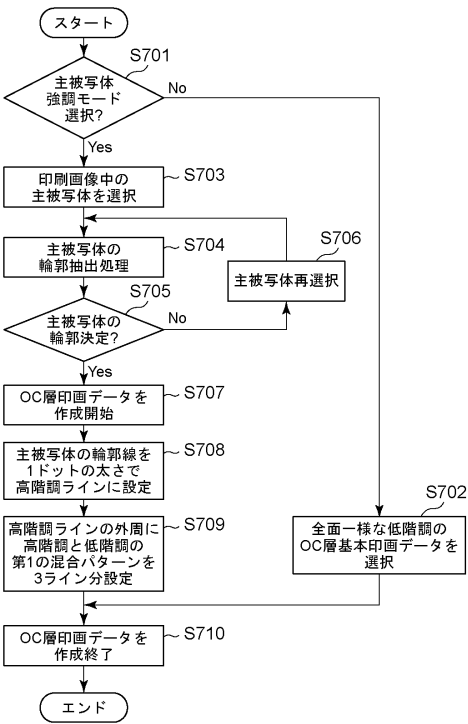 スタート
S701
主被写体
強調モード
選択?
No
Yes
S703
印刷画像中の
主被写体を選択
S704
主被写体の
輪郭抽出処理
S706
主被写体再選択
S705
主被写体の
輪郭決定?
No
Yes
S707
OC層印画データを
作成開始
S708
主被写体の輪郭線を
1ドットの太さで
高階調ラインに設定
S709
高階調ラインの外周に
高階調と低階調の
第1の混合パターンを
3ライン分設定
S702
全面一様な低階調の
OC層基本印画データを
選択
S710
OC層印画データを
作成終了
エンド